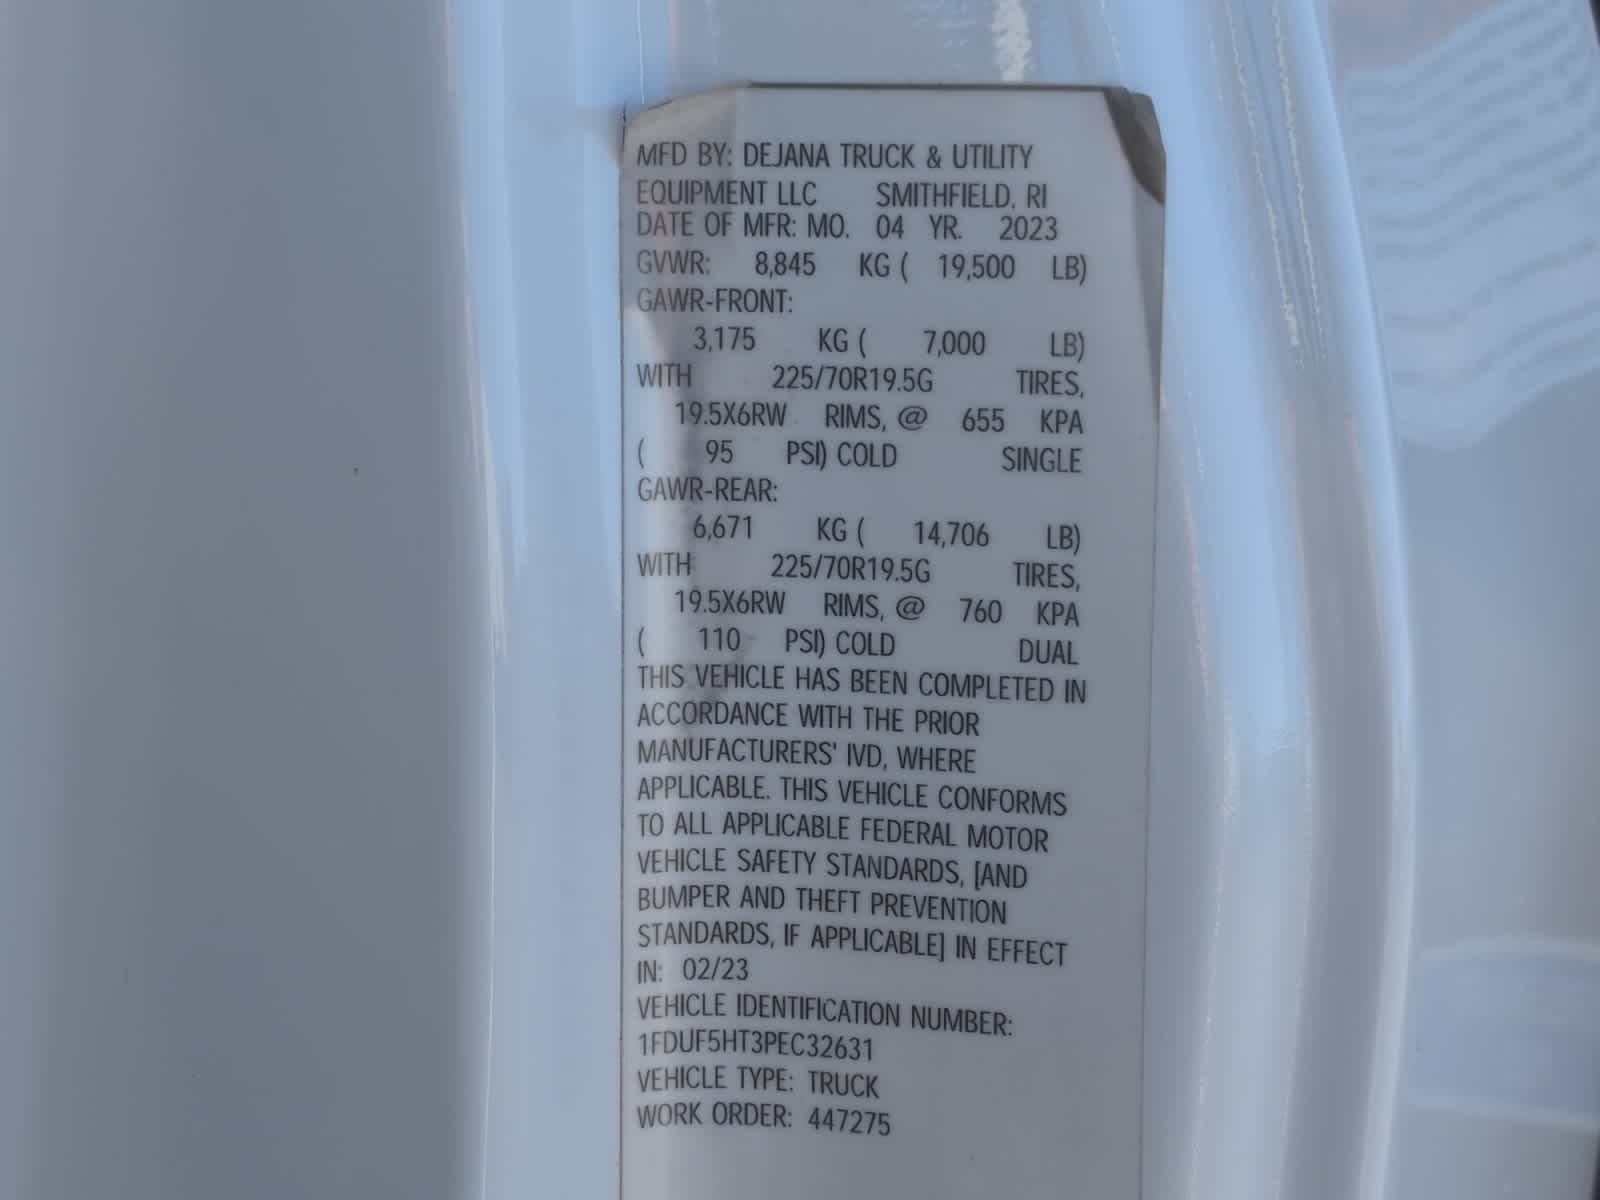 MFD BY: DEJANA TRUCK & UTILITY
EQUIPMENT LLC SMITHFIELD, RI
DATE OF MFR: MO. 04 YR. 2023
GVWR: 8,845 KG ( 19,500 LB)
GAWR-FRONT:
3,175 KG ( 7,000 LB)
WITH 225/70R19.5G TIRES,
19.5X6RW RIMS, @ 655 KPA
( 95 PSI) COLD SINGLE
GAWR-REAR:
6,671 KG ( 14,706 LB)
WITH 225/70R19.5G TIRES,
19.5X6RW RIMS, @ 760 KPA
( 110 PSI) COLD DUAL
THIS VEHICLE HAS BEEN COMPLETED IN
ACCORDANCE WITH THE PRIOR
MANUFACTURERS' IVD, WHERE
APPLICABLE. THIS VEHICLE CONFORMS
TO ALL APPLICABLE FEDERAL MOTOR
VEHICLE SAFETY STANDARDS, [AND
BUMPER AND THEFT PREVENTION
STANDARDS, IF APPLICABLE] IN EFFECT
IN: 02/23
VEHICLE IDENTIFICATION NUMBER:
1FDUF5HT3PEC32631
VEHICLE TYPE: TRUCK
WORK ORDER: 447275